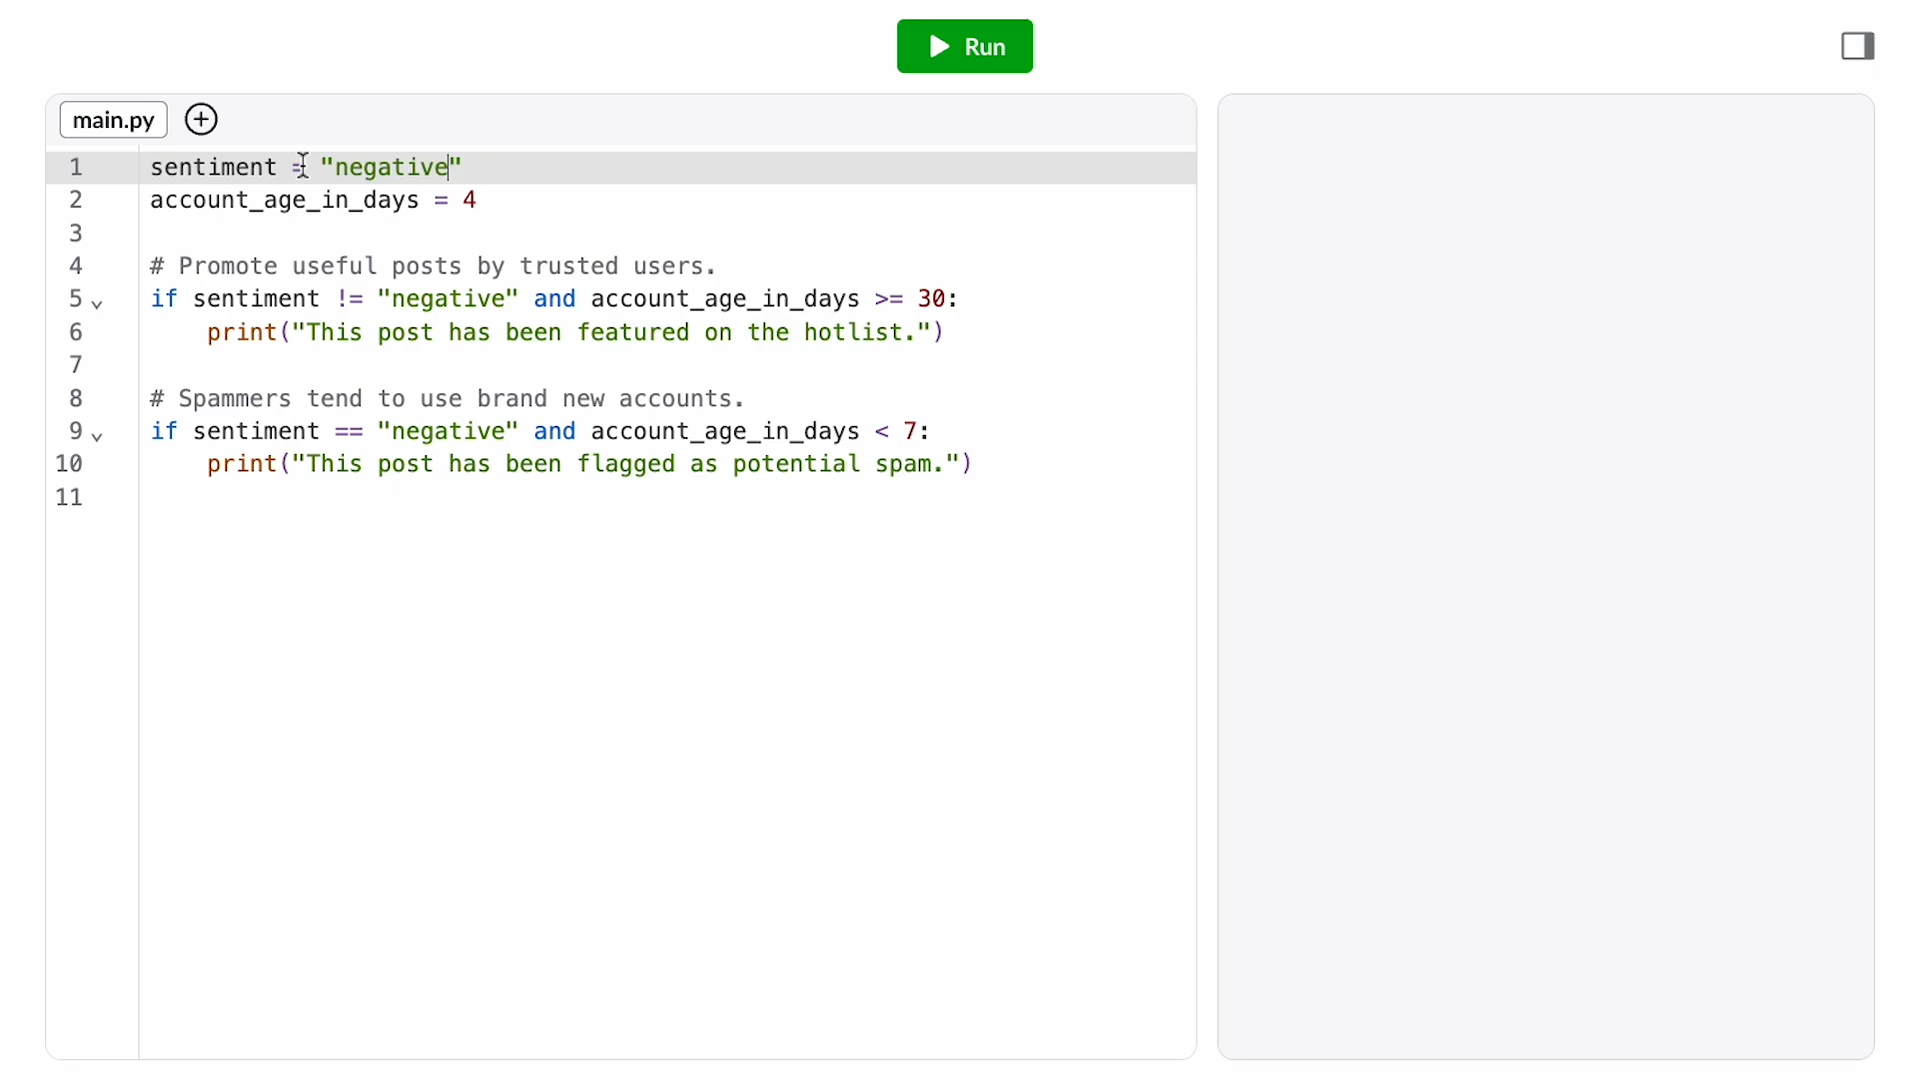 Run
main.py
1 sentiment = "negative"
2 account_age_in_days = 4
3
4 # Promote useful posts by trusted users.
5 if sentiment != "negative" and account_age_in_days >= 30:
6     print("This post has been featured on the hotlist.")
7
8 # Spammers tend to use brand new accounts.
9 if sentiment == "negative" and account_age_in_days < 7:
10     print("This post has been flagged as potential spam.")
11